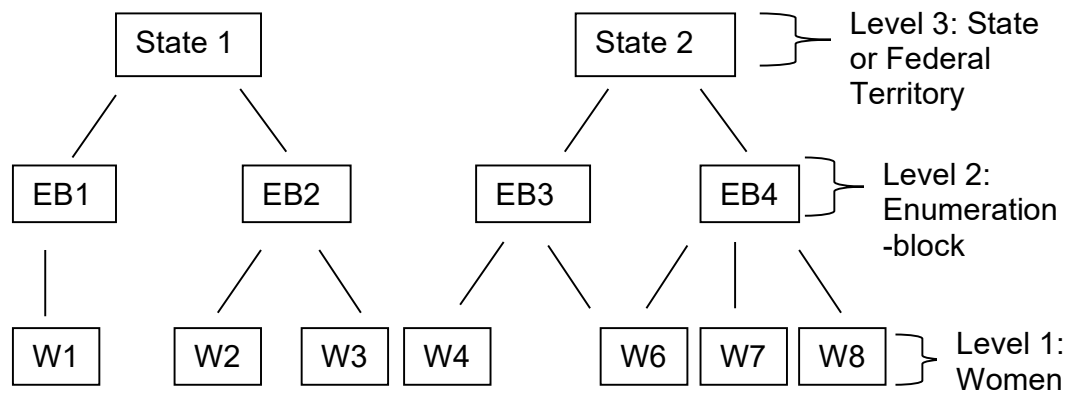 State 1
State 2
Level 3: State
or Federal
Territory
EB1
EB2
EB3
EB4
Level 2:
Enumeration
-block
W1
W2
W3
W4
W6
W7
W8
Level 1:
Women